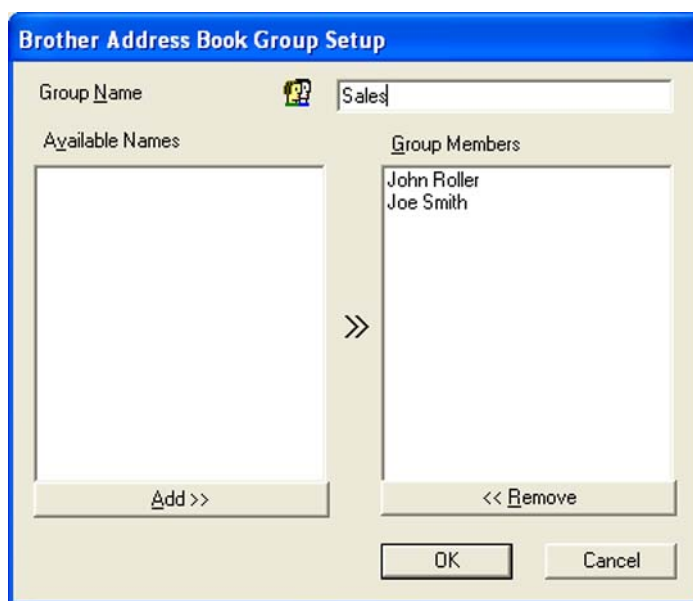 Brother Address Book Group Setup
Group Name
Sales
Available Names
Group Members
John Roller
Joe Smith
>>
Add >>
<< Remove
OK
Cancel